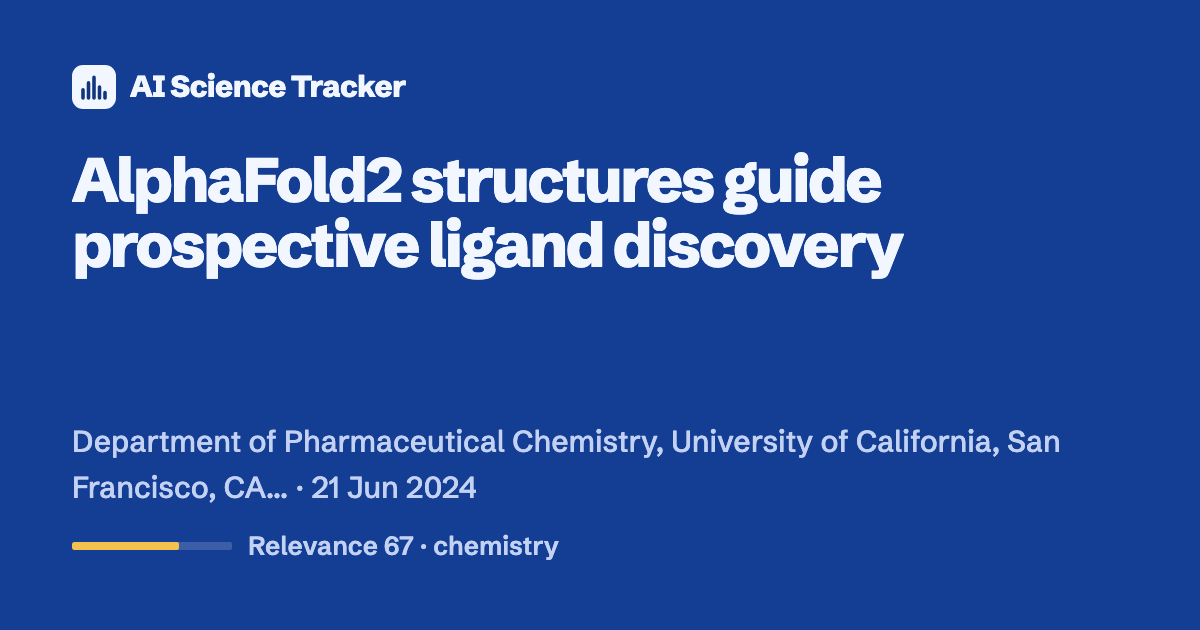 AI Science Tracker
AlphaFold2 structures guide
prospective ligand discovery
Department of Pharmaceutical Chemistry, University of California, San
Francisco, CA... · 21 Jun 2024
Relevance 67 · chemistry